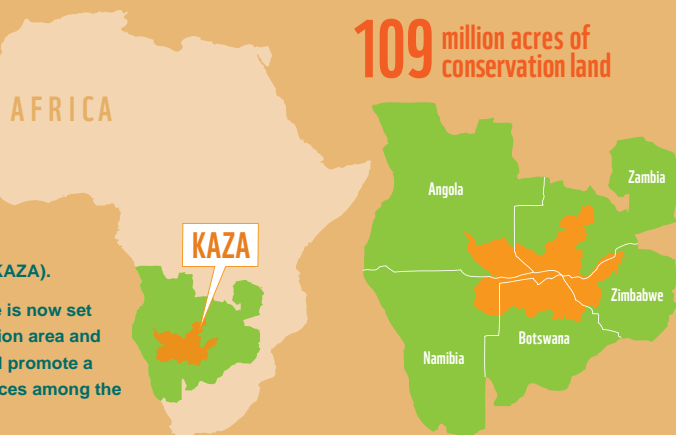 AFRICA
KAZA
KAZA).
e is now set
ion area and
l promote a
ces among the
109 million acres of
conservation land
Angola
Zambia
Zimbabwe
Botswana
Namibia